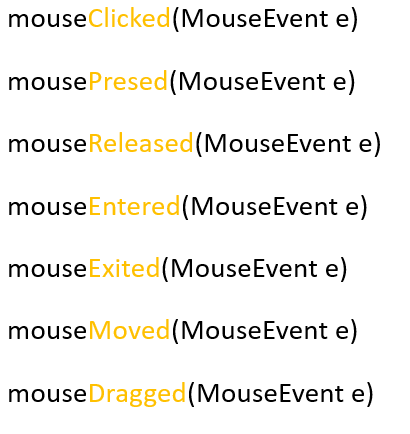 mouseClicked(MouseEvent e)
mousePresed(MouseEvent e)
mouseReleased(MouseEvent e)
mouseEntered(MouseEvent e)
mouseExited(MouseEvent e)
mouseMoved(MouseEvent e)
mouseDragged(MouseEvent e)